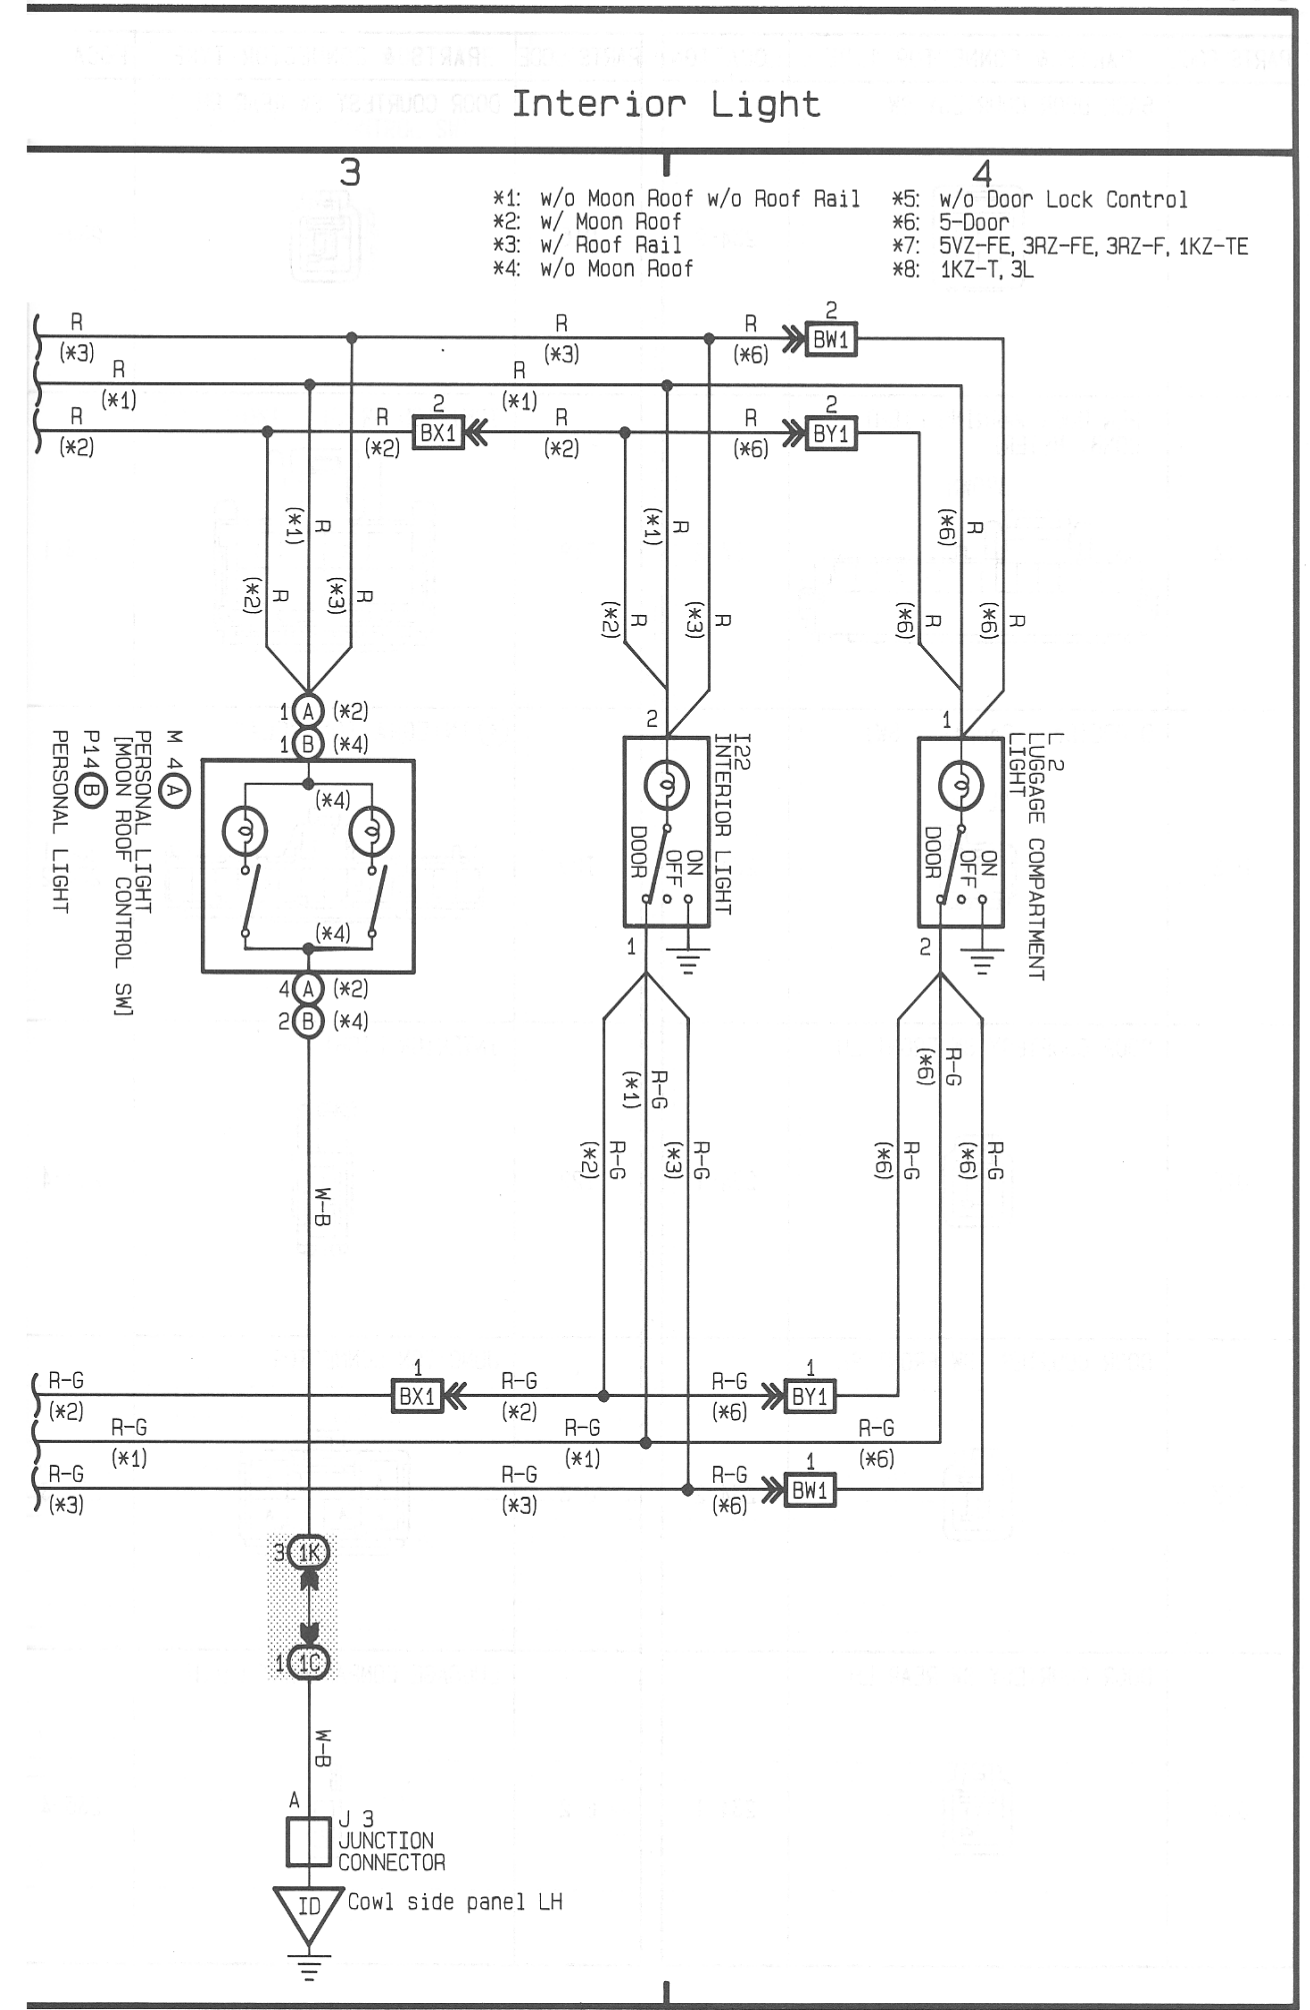 Interior Light
3
4
*1: w/o Moon Roof w/o Roof Rail
*2: w/ Moon Roof
*3: w/ Roof Rail
*4: w/o Moon Roof
*5: w/o Door Lock Control
*6: 5-Door
*7: 5VZ-FE, 3RZ-FE, 3RZ-F, 1KZ-TE
*8: 1KZ-T, 3L
R (*3)
R (*3)
R (*6)
2
BW1
R (*1)
R (*1)
R (*2)
R (*2)
2
BX1
R (*2)
R (*6)
2
BY1
R (*2)
R (*1)
R (*3)
R (*2)
R (*1)
R (*3)
R (*6)
R (*6)
R (*6)
1 A (*2)
1 B (*4)
M 4 A
PERSONAL LIGHT
[MOON ROOF CONTROL SW]
P14 B
PERSONAL LIGHT
(*4)
(*4)
4 A (*2)
2 B (*4)
2
I22
INTERIOR LIGHT
DOOR
OFF
ON
1
1
L 2
LUGGAGE COMPARTMENT
LIGHT
DOOR
OFF
ON
2
R-G (*2)
R-G (*1)
R-G (*3)
R-G (*6)
R-G (*6)
R-G (*6)
W-B
R-G (*2)
1
BX1
R-G (*2)
R-G (*6)
1
BY1
R-G (*1)
R-G (*1)
R-G (*6)
R-G (*3)
R-G (*3)
R-G (*6)
1
BW1
3 1K
1 1C
W-B
A
J 3
JUNCTION
CONNECTOR
ID
Cowl side panel LH